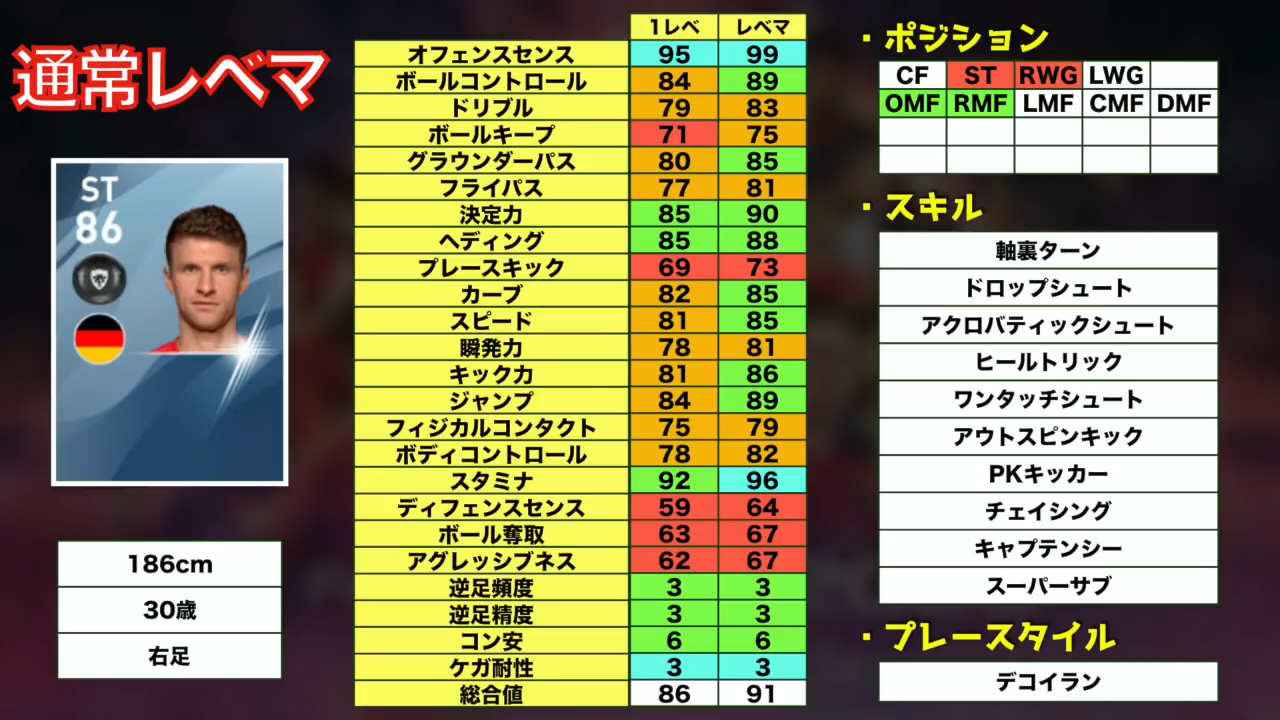 通常レベマ
ST
86
186cm
30歳
右足
1レベ レベマ
オフェンスセンス 95 99
ボールコントロール 84 89
ドリブル 79 83
ボールキープ 71 75
グラウンダーパス 80 85
フライパス 77 81
決定力 85 90
ヘディング 85 88
プレースキック 69 73
カーブ 82 85
スピード 81 85
瞬発力 78 81
キック力 81 86
ジャンプ 84 89
フィジカルコンタクト 75 79
ボディコントロール 78 82
スタミナ 92 96
ディフェンスセンス 59 64
ボール奪取 63 67
アグレッシブネス 62 67
逆足頻度 3 3
逆足精度 3 3
コン安 6 6
ケガ耐性 3 3
総合値 86 91
・ポジション
CF ST RWG LWG
OMF RMF LMF CMF DMF
・スキル
軸裏ターン
ドロップシュート
アクロバティックシュート
ヒールトリック
ワンタッチシュート
アウトスピンキック
PKキッカー
チェイシング
キャプテンシー
スーパーサブ
・プレースタイル
デコイラン